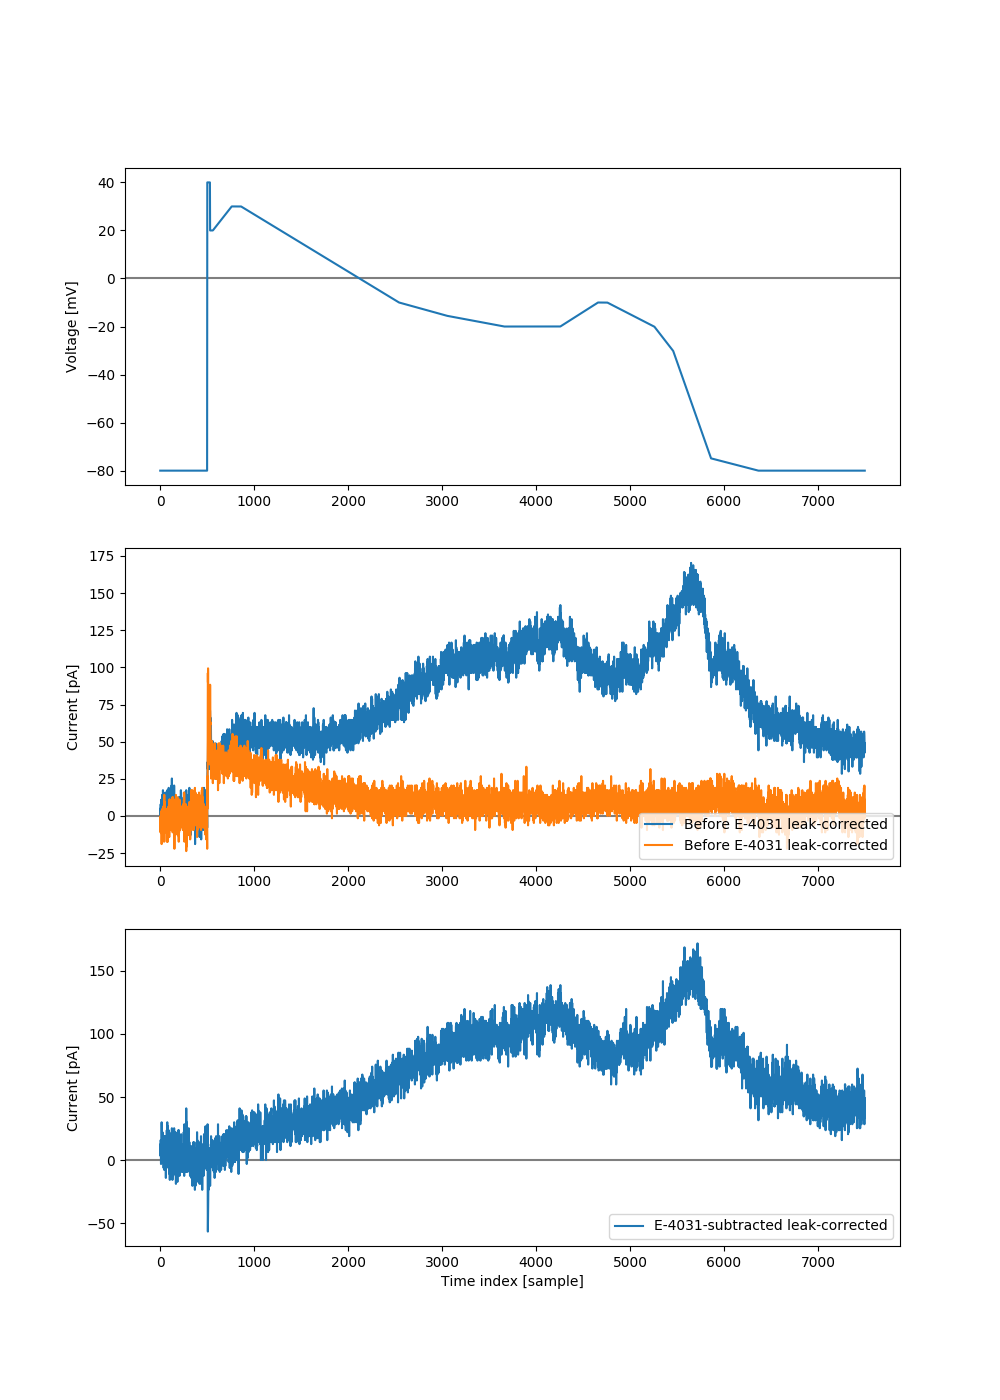 40
20
0
−20
−40
−60
−80
Voltage [mV]
0 1000 2000 3000 4000 5000 6000 7000
175
150
125
100
75
50
25
0
−25
Current [pA]
Before E-4031 leak-corrected
Before E-4031 leak-corrected
0 1000 2000 3000 4000 5000 6000 7000
150
100
50
0
−50
Current [pA]
E-4031-subtracted leak-corrected
0 1000 2000 3000 4000 5000 6000 7000
Time index [sample]